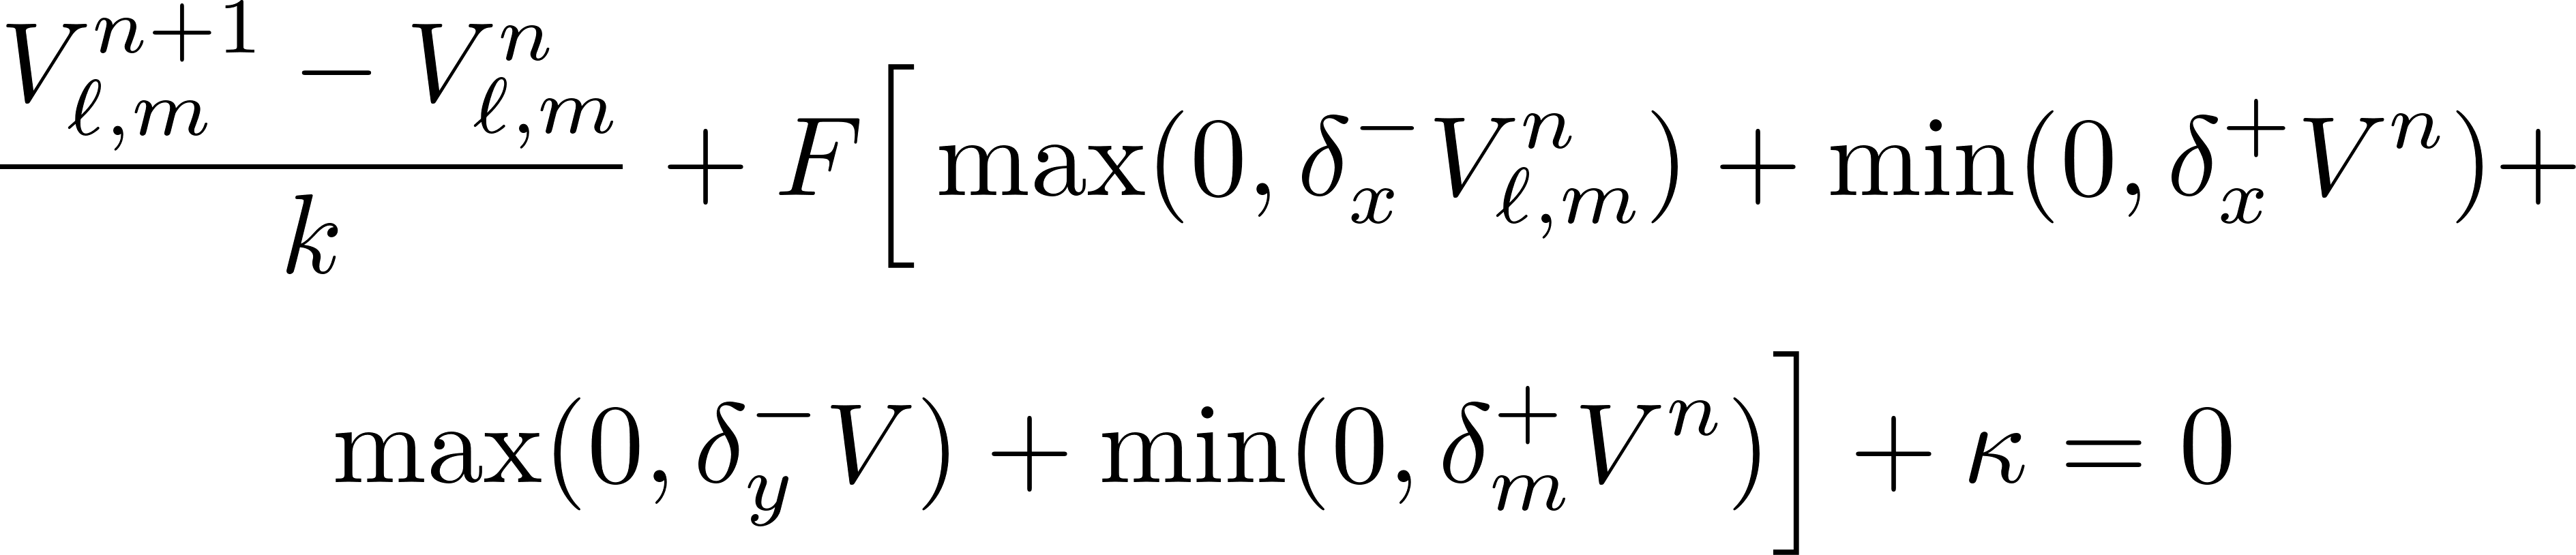 \frac{V_{\ell,m}^{n+1} - V_{\ell,m}^{n}}{k} + F\Big[ \max(0, \delta_x^- V_{\ell,m}^n) + \min(0, \delta_x^+ V^n) +
\max(0, \delta_y^- V) + \min(0, \delta_m^+ V^n) \Big] + \kappa = 0